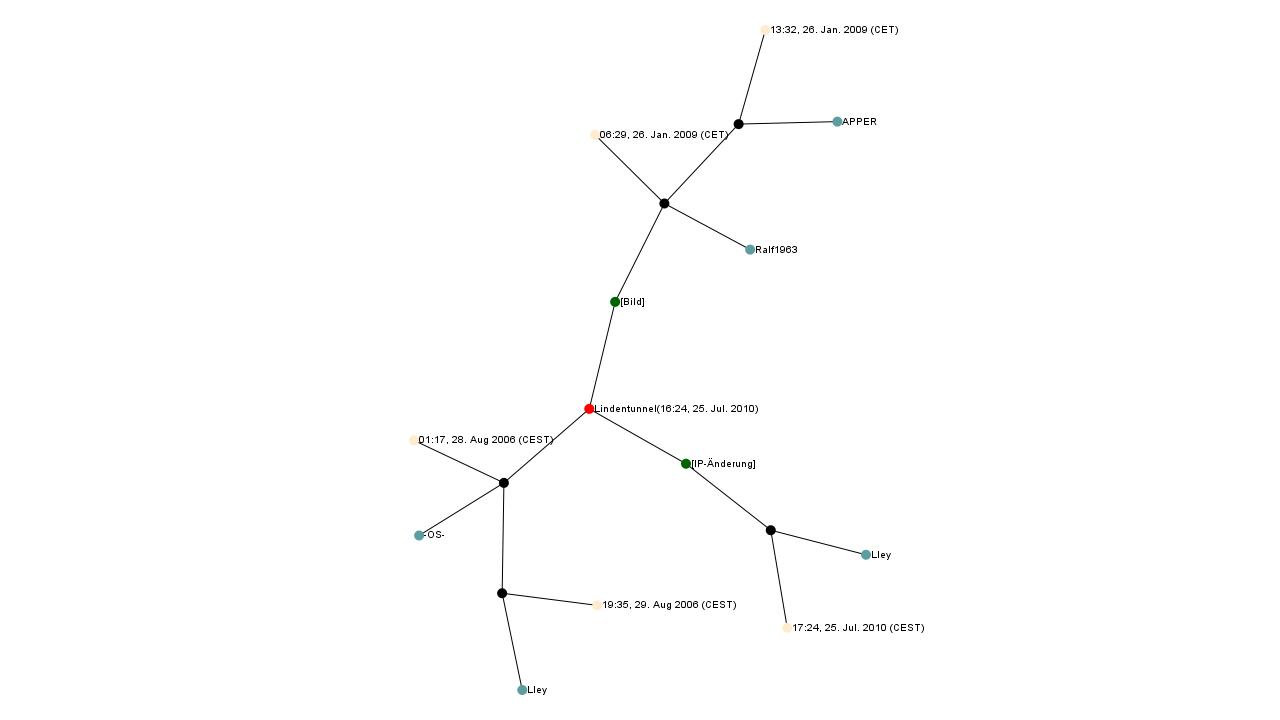 13:32, 26. Jan. 2009 (CET)
APPER
06:29, 26. Jan. 2009 (CET)
Ralf1963
[Bild]
Lindentunnel(16:24, 25. Jul. 2010)
01:17, 28. Aug 2006 (CEST)
[IP-Änderung]
-OS-
Lley
19:35, 29. Aug 2006 (CEST)
17:24, 25. Jul. 2010 (CEST)
Lley